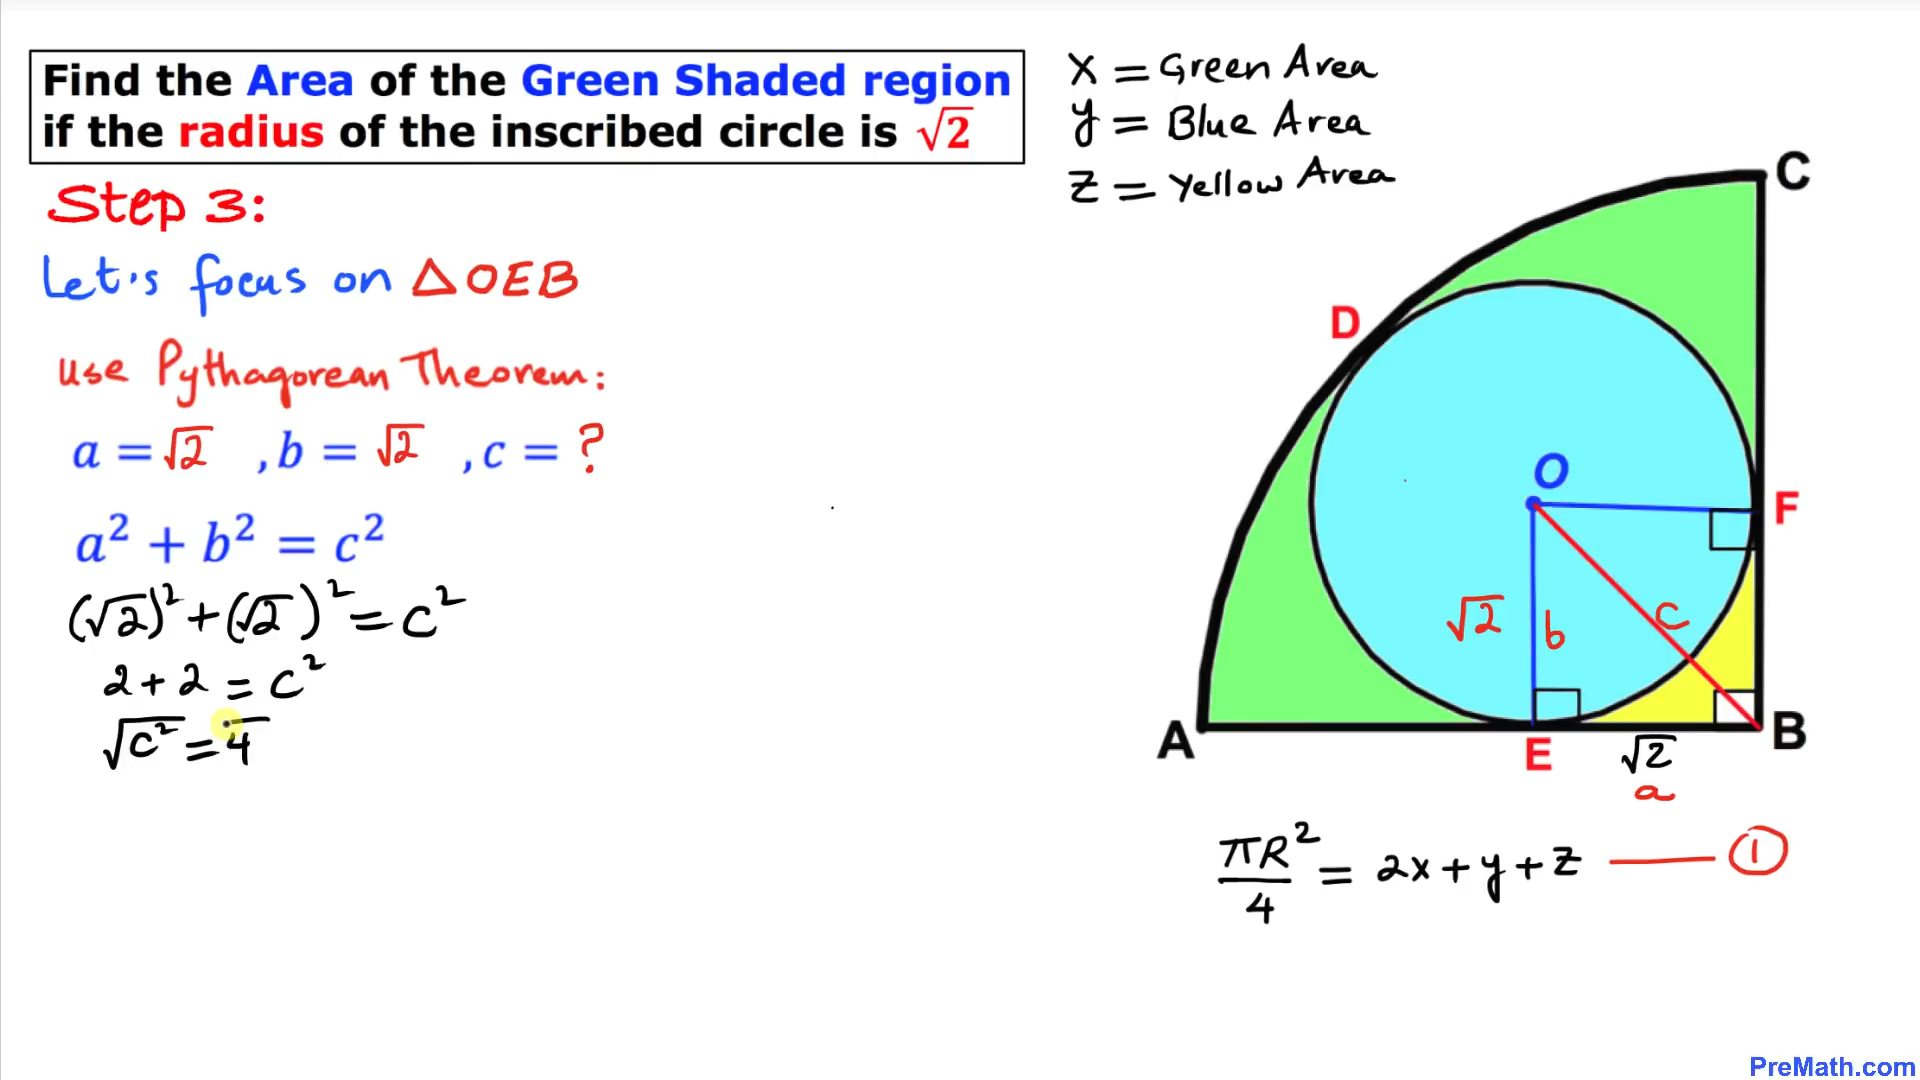 Find the Area of the Green Shaded region
if the radius of the inscribed circle is √2
Step 3:
Let's focus on △OEB
use Pythagorean Theorem:
a = √2 , b = √2 , c = ?
a² + b² = c²
(√2)² + (√2)² = c²
2 + 2 = c²
√c² = √4
x = Green Area
y = Blue Area
z = Yellow Area
C
D
O
F
√2 b c
A
E
B
√2
a
πR²/4 = 2x + y + z —— ①
PreMath.com